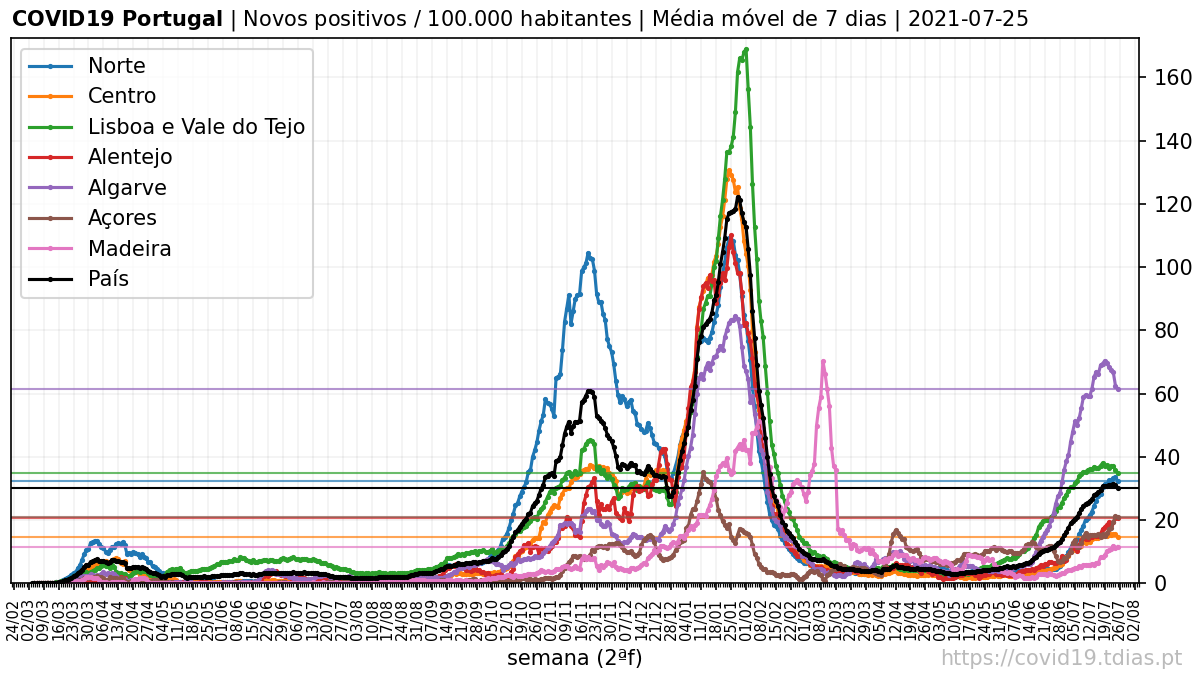 COVID19 Portugal | Novos positivos / 100.000 habitantes | Média móvel de 7 dias | 2021-07-25
Norte
Centro
Lisboa e Vale do Tejo
Alentejo
Algarve
Açores
Madeira
País
160
140
120
100
80
60
40
20
0
24/02 02/03 09/03 16/03 23/03 30/03 06/04 13/04 20/04 27/04 04/05 11/05 18/05 25/05 01/06 08/06 15/06 22/06 29/06 06/07 13/07 20/07 27/07 03/08 10/08 17/08 24/08 31/08 07/09 14/09 21/09 28/09 05/10 12/10 19/10 26/10 02/11 09/11 16/11 23/11 30/11 07/12 14/12 21/12 28/12 04/01 11/01 18/01 25/01 01/02 08/02 15/02 22/02 01/03 08/03 15/03 22/03 29/03 05/04 12/04 19/04 26/04 03/05 10/05 17/05 24/05 31/05 07/06 14/06 21/06 28/06 05/07 12/07 19/07 26/07 02/08
semana (2ªf)
https://covid19.tdias.pt